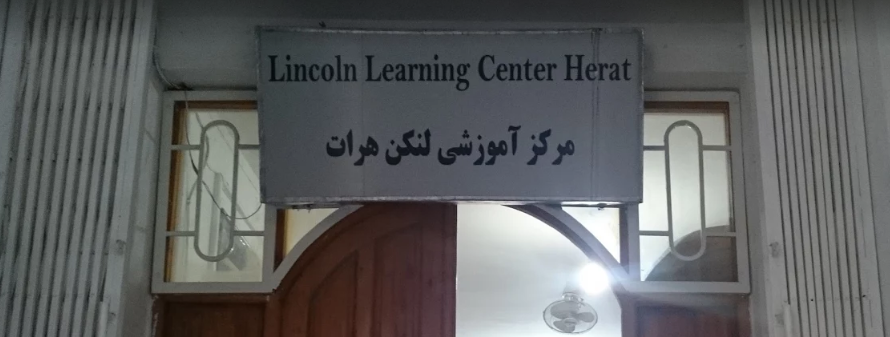 Lincoln Learning Center Herat
مرکز آموزشی لنکن هرات